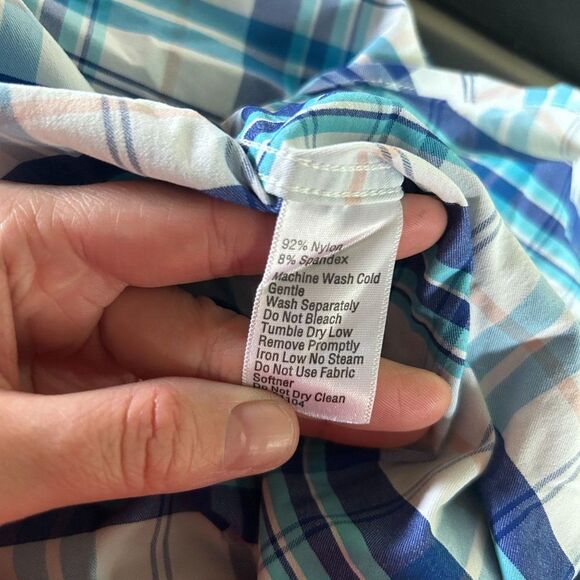 92% Nylon
8% Spandex
Machine Wash Cold
Gentle
Wash Separately
Do Not Bleach
Tumble Dry Low
Remove Promptly
Iron Low No Steam
Do Not Use Fabric
Softner
Do Not Dry Clean